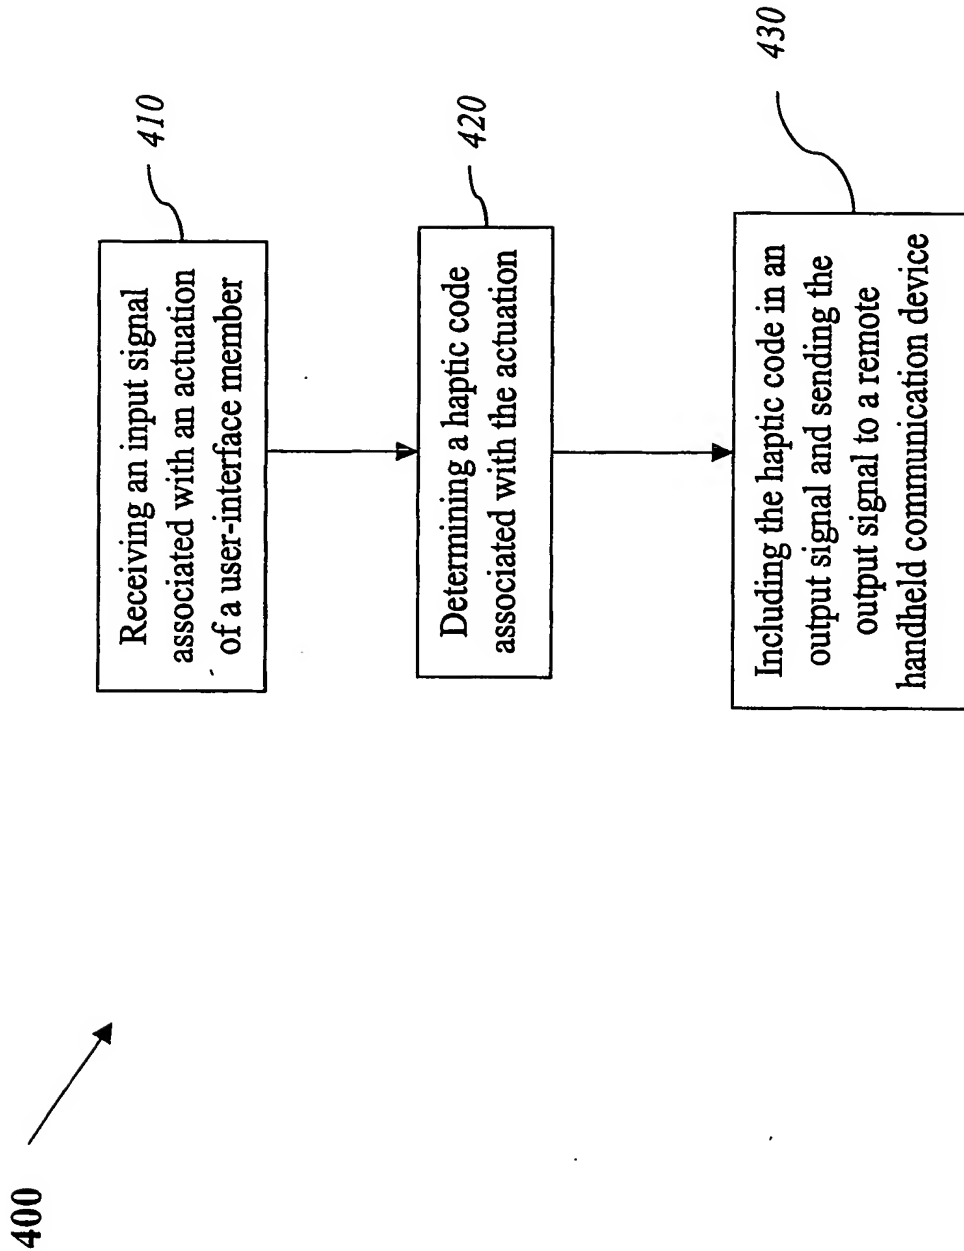 400
410
Receiving an input signal
associated with an actuation
of a user-interface member
420
Determining a haptic code
associated with the actuation
430
Including the haptic code in an
output signal and sending the
output signal to a remote
handheld communication device